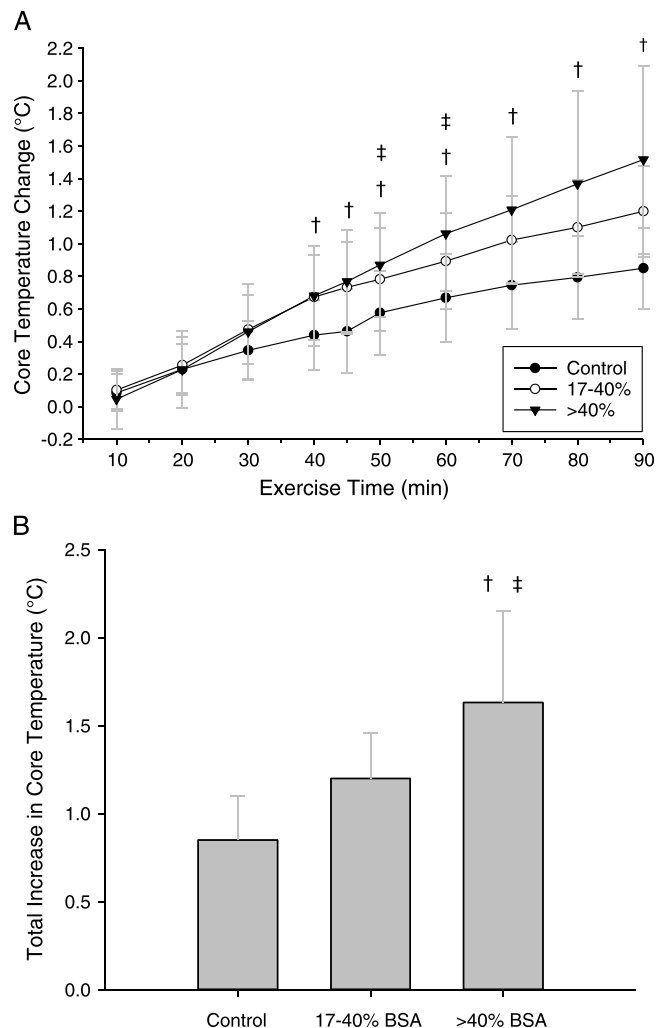 A
Core Temperature Change (°C)
2.2
2.0
1.8
1.6
1.4
1.2
1.0
0.8
0.6
0.4
0.2
0.0
-0.2
† † ‡ † ‡ † † † †
Control
17-40%
>40%
10 20 30 40 50 60 70 80 90
Exercise Time (min)
B
Total Increase in Core Temperature (°C)
2.5
2.0
1.5
1.0
0.5
0.0
† ‡
Control 17-40% BSA >40% BSA